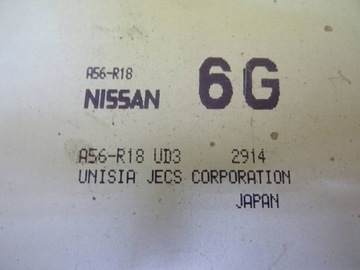 A56-R18
NISSAN 6G
A56-R18 UD3 2914
UNISIA JECS CORPORATION
JAPAN